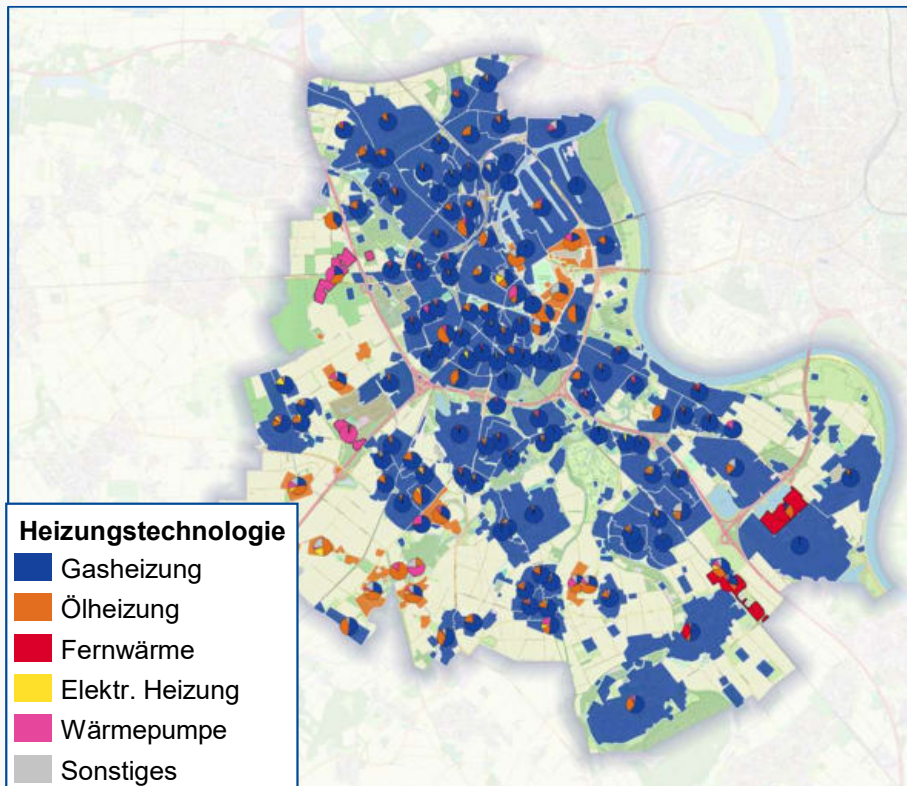 Heizungstechnologie
Gasheizung
Ölheizung
Fernwärme
Elektr. Heizung
Wärmepumpe
Sonstiges